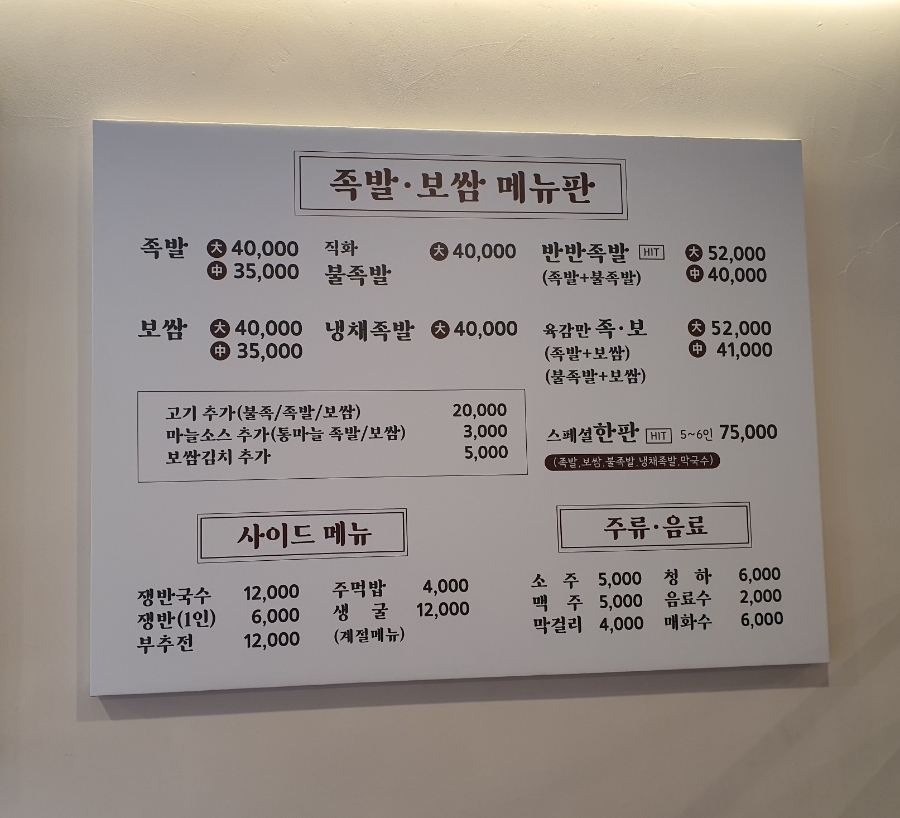 족발·보쌈 메뉴판
족발 大 40,000
中 35,000
직화 大 40,000
불족발
반반족발 HIT 大 52,000
(족발+불족발) 中 40,000
보쌈 大 40,000
中 35,000
냉채족발 大 40,000
육감만 족·보 大 52,000
(족발+보쌈) 中 41,000
(불족발+보쌈)
고기 추가(불족/족발/보쌈) 20,000
마늘소스 추가(통마늘 족발/보쌈) 3,000
보쌈김치 추가 5,000
스페셜한판 HIT 5~6인 75,000
(족발,보쌈,불족발,냉채족발,막국수)
사이드 메뉴
쟁반국수 12,000
쟁반(1인) 6,000
부추전 12,000
주먹밥 4,000
생 굴 12,000
(계절메뉴)
주류·음료
소 주 5,000
맥 주 5,000
막걸리 4,000
청 하 6,000
음료수 2,000
매화수 6,000